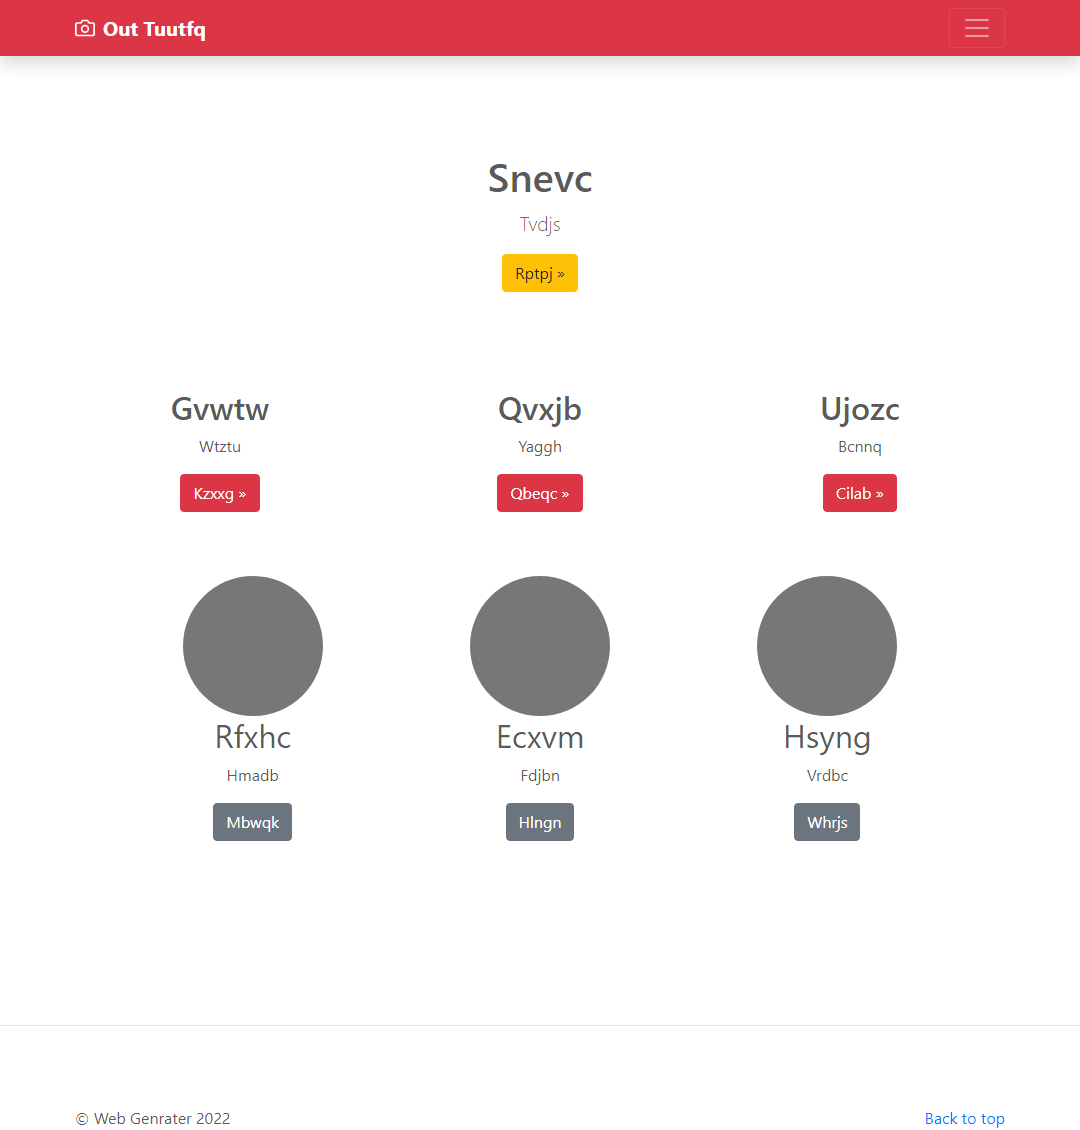 Out Tuutfq
Snevc
Tvdjs
Rptpj »
Gvwtw
Wtztu
Kzxxg »
Qvxjb
Yaggh
Qbeqc »
Ujozc
Bcnnq
Cilab »
Rfxhc
Hmadb
Mbwqk
Ecxvm
Fdjbn
Hlngn
Hsyng
Vrdbc
Whrjs
© Web Genrater 2022
Back to top